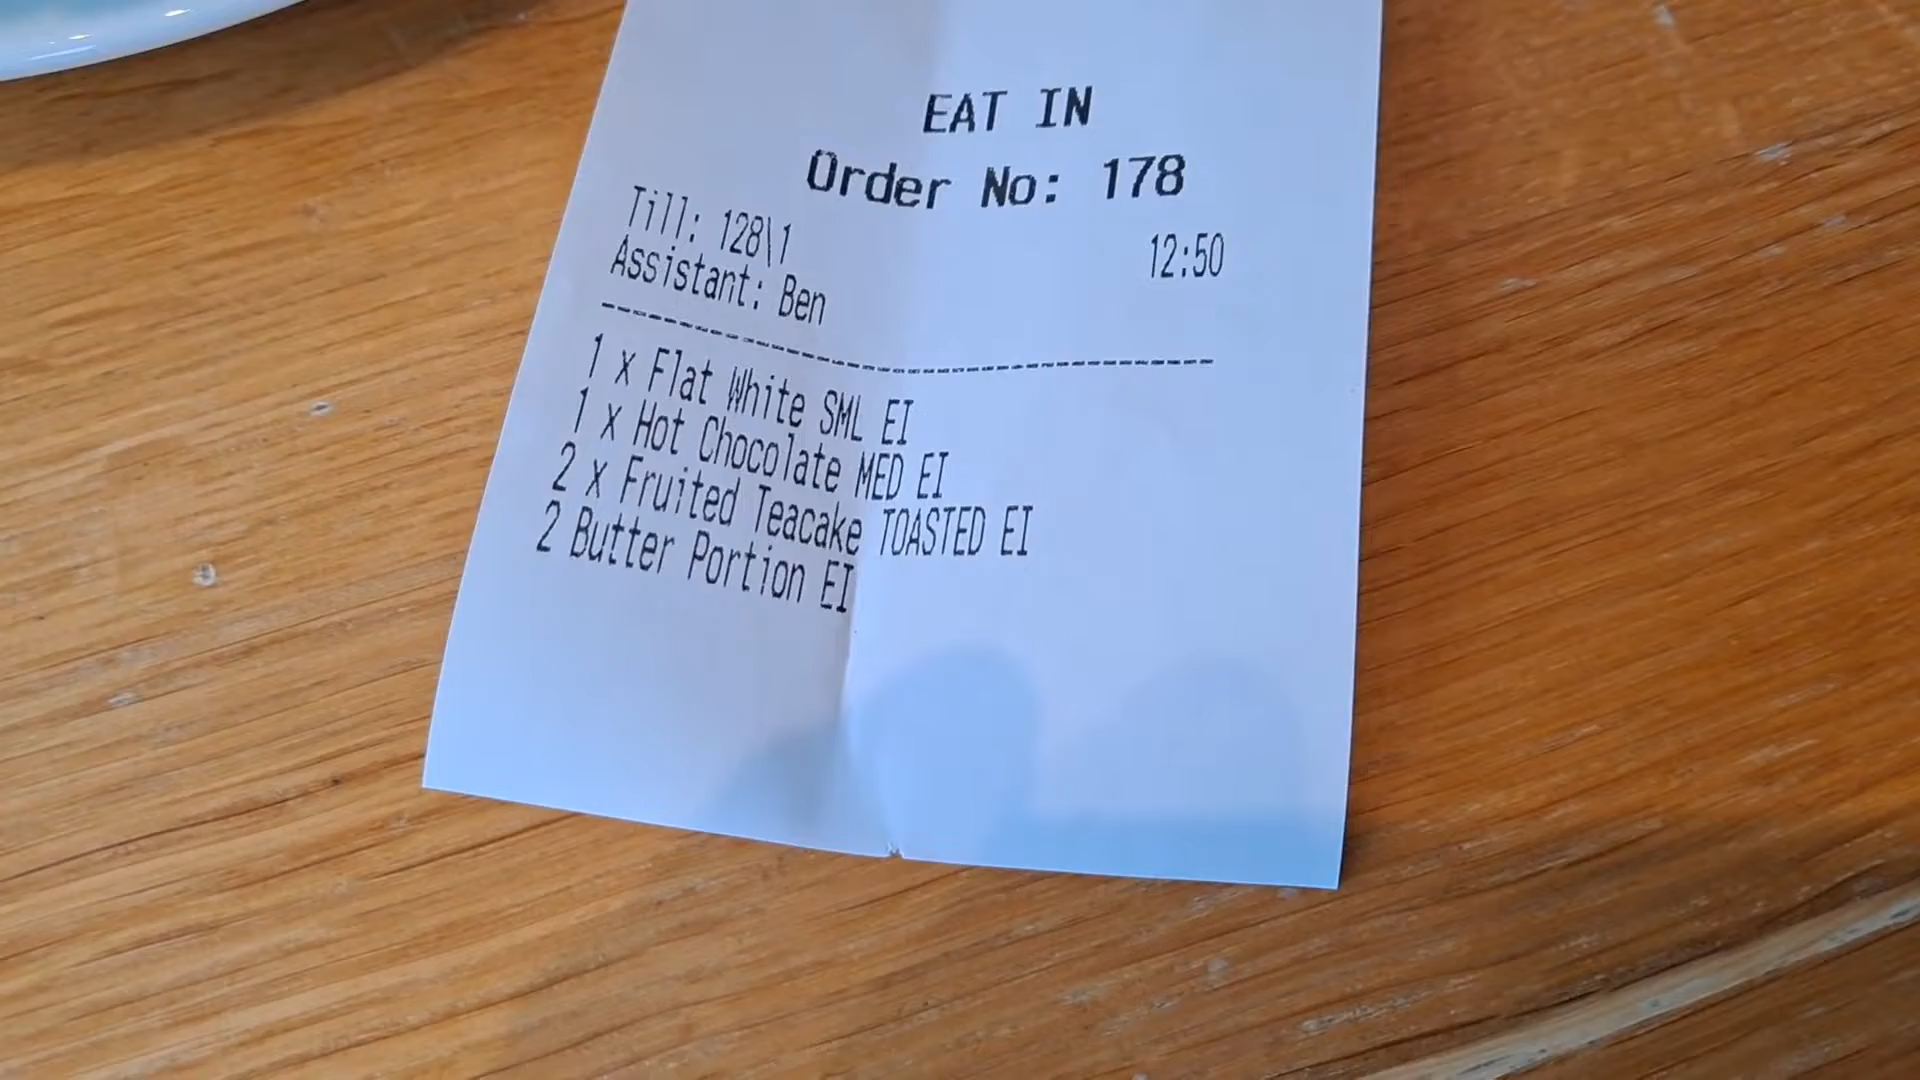 EAT IN
Order No: 178
Till: 128\1 12:50
Assistant: Ben
1 x Flat White SML EI
1 x Hot Chocolate MED EI
2 x Fruited Teacake TOASTED EI
2 Butter Portion EI